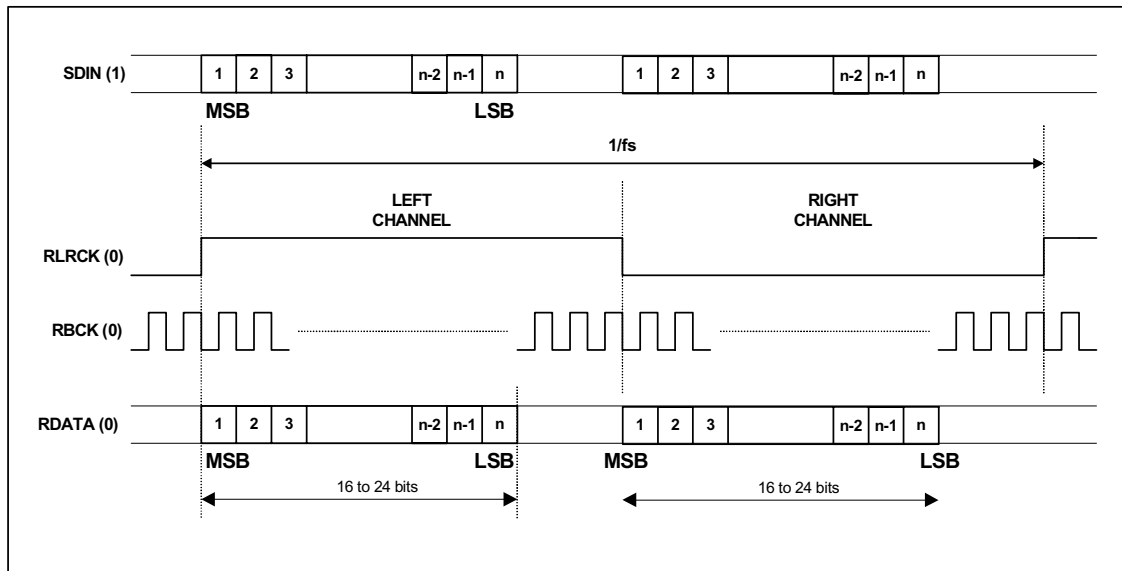 SDIN (1) 1 2 3 n-2 n-1 n 1 2 3 n-2 n-1 n
MSB LSB
1/fs
LEFT RIGHT
CHANNEL CHANNEL
RLRCK (0)
RBCK (0)
RDATA (0) 1 2 3 n-2 n-1 n 1 2 3 n-2 n-1 n
MSB LSB MSB LSB
16 to 24 bits 16 to 24 bits